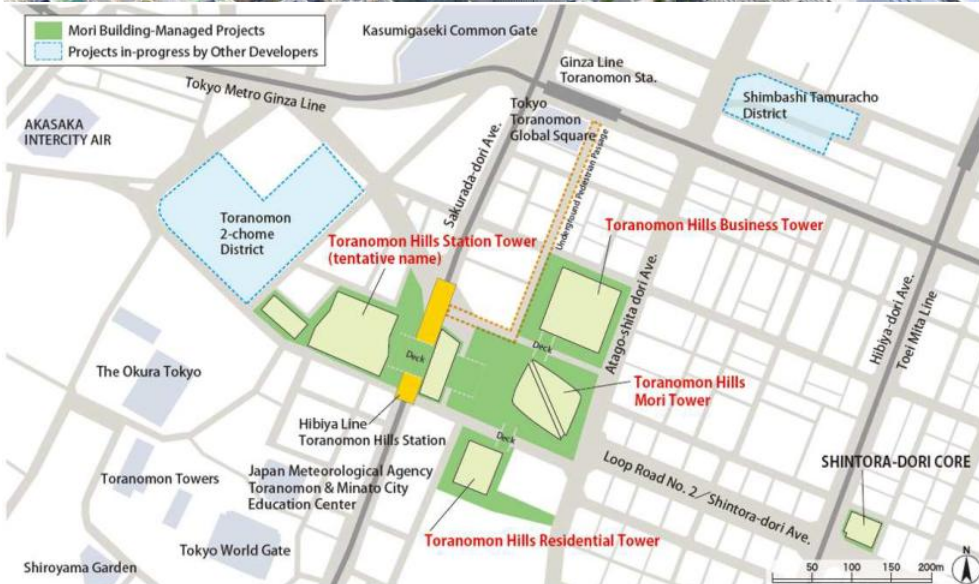 Mori Building-Managed Projects
Projects in-progress by Other Developers
Kasumigaseki Common Gate
Ginza Line
Toranomon Sta.
Tokyo Metro Ginza Line
Tokyo
Toranomon
Global Square
Shimbashi Tamuracho
District
AKASAKA
INTERCITY AIR
Sakurada-dori Ave.
Underground Pedestrian Passage
Toranomon
2-chome
District
Toranomon Hills Station Tower
(tentative name)
Toranomon Hills Business Tower
Atago-shita dori Ave.
Hibiya-dori Ave.
Toei Mita Line
Deck
Deck
The Okura Tokyo
Toranomon Hills
Mori Tower
Hibiya Line
Toranomon Hills Station
Deck
Loop Road No. 2/Shintora-dori Ave.
SHINTORA-DORI CORE
Toranomon Towers
Japan Meteorological Agency
Toranomon & Minato City
Education Center
Toranomon Hills Residential Tower
Tokyo World Gate
Shiroyama Garden
N
50 100 150 200m